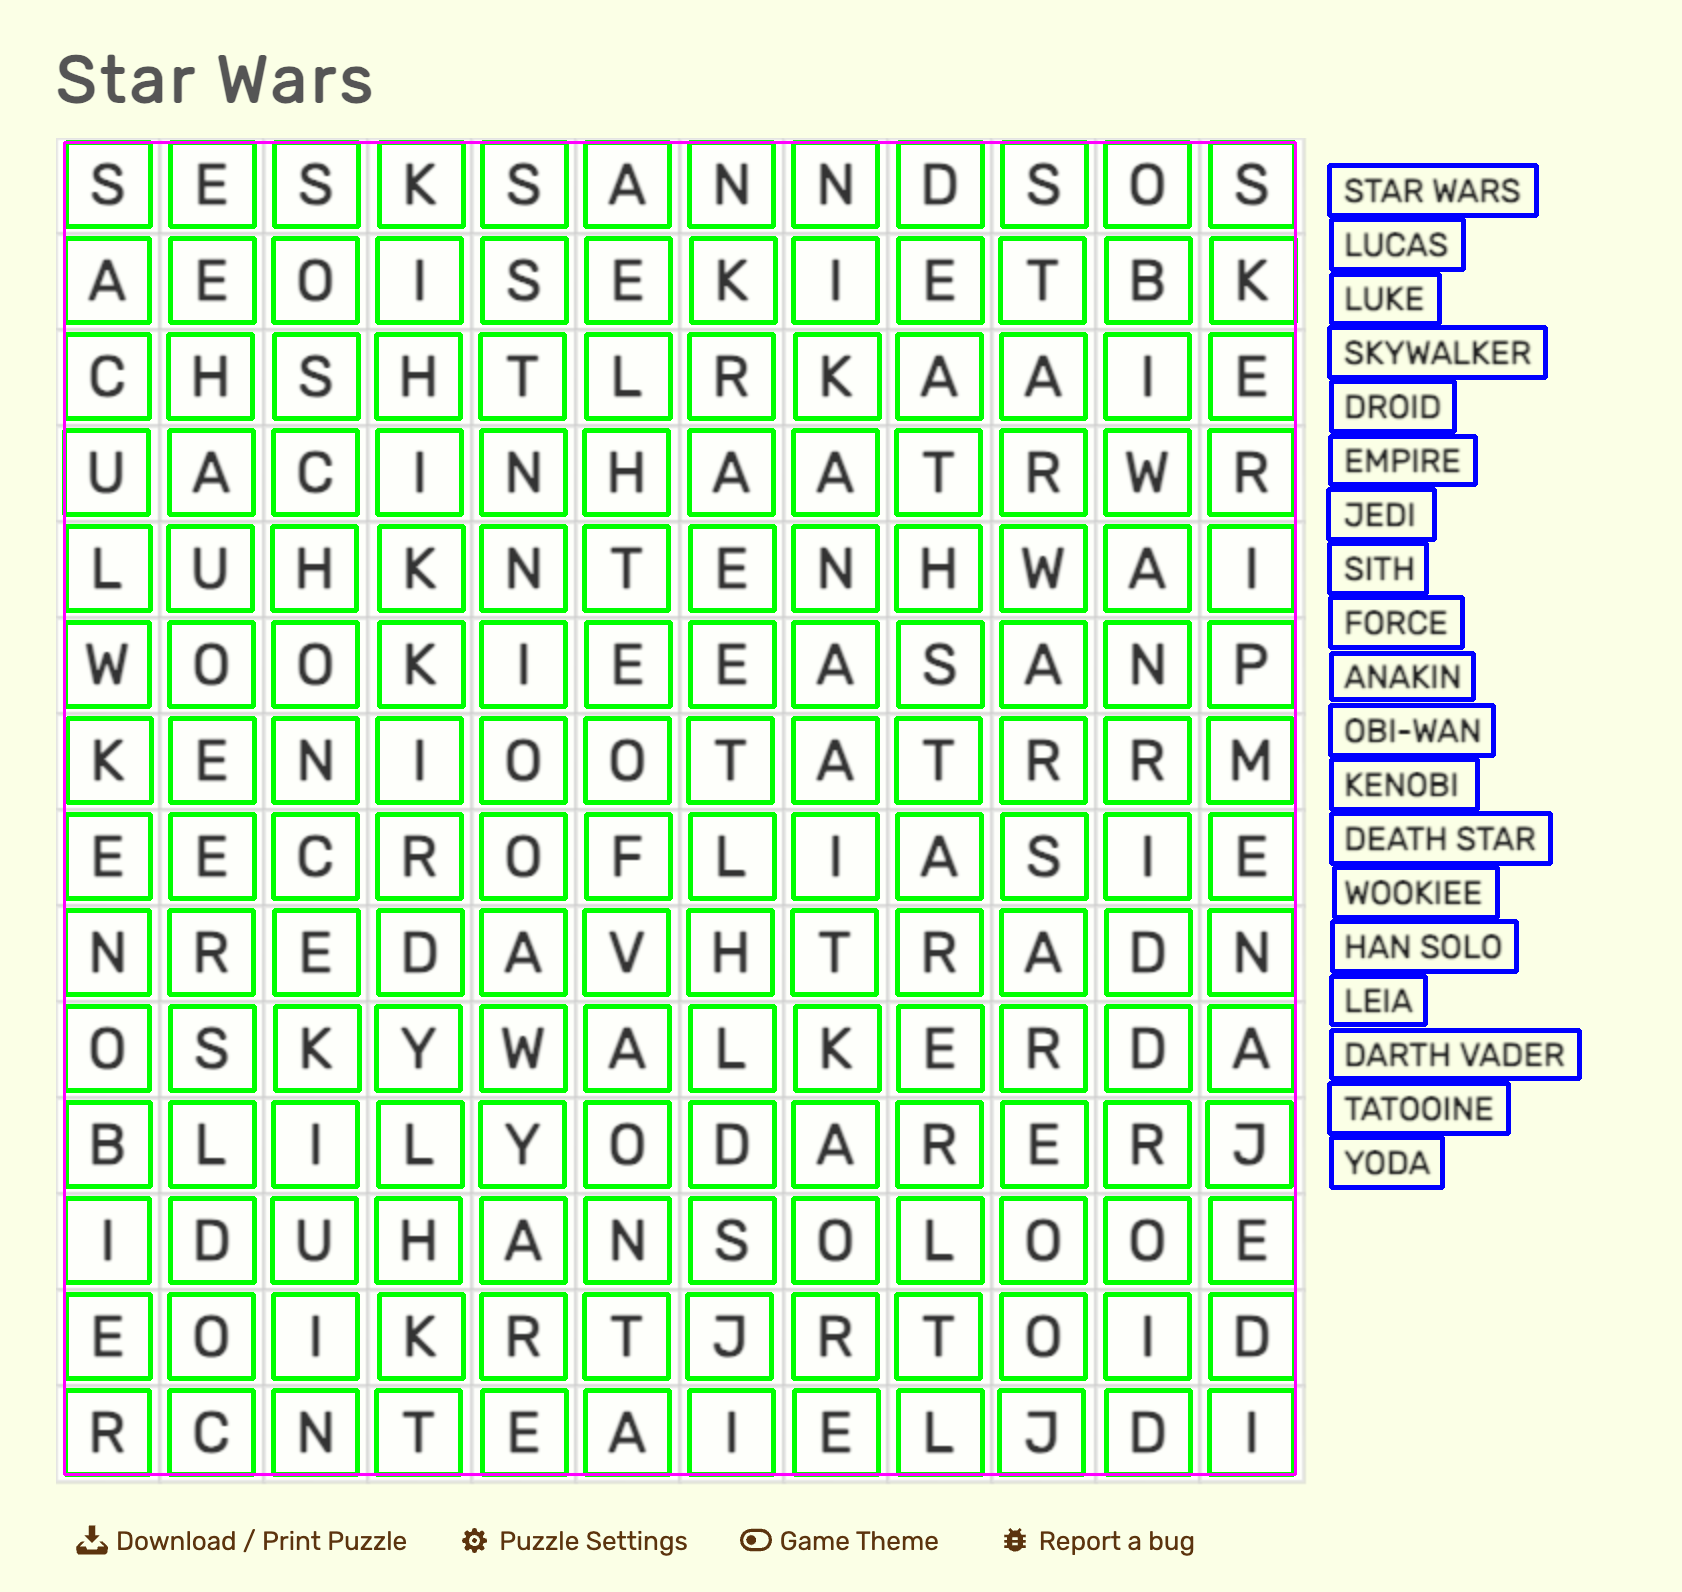 Star Wars
S E S K S A N N D S O S
A E O I S E K I E T B K
C H S H T L R K A A I E
U A C I N H A A T R W R
L U H K N T E N H W A I
W O O K I E E A S A N P
K E N I O O T A T R R M
E E C R O F L I A S I E
N R E D A V H T R A D N
O S K Y W A L K E R D A
B L I L Y O D A R E R J
I D U H A N S O L O O E
E O I K R T J R T O I D
R C N T E A I E L J D I
STAR WARS
LUCAS
LUKE
SKYWALKER
DROID
EMPIRE
JEDI
SITH
FORCE
ANAKIN
OBI-WAN
KENOBI
DEATH STAR
WOOKIEE
HAN SOLO
LEIA
DARTH VADER
TATOOINE
YODA
Download / Print Puzzle Puzzle Settings Game Theme Report a bug